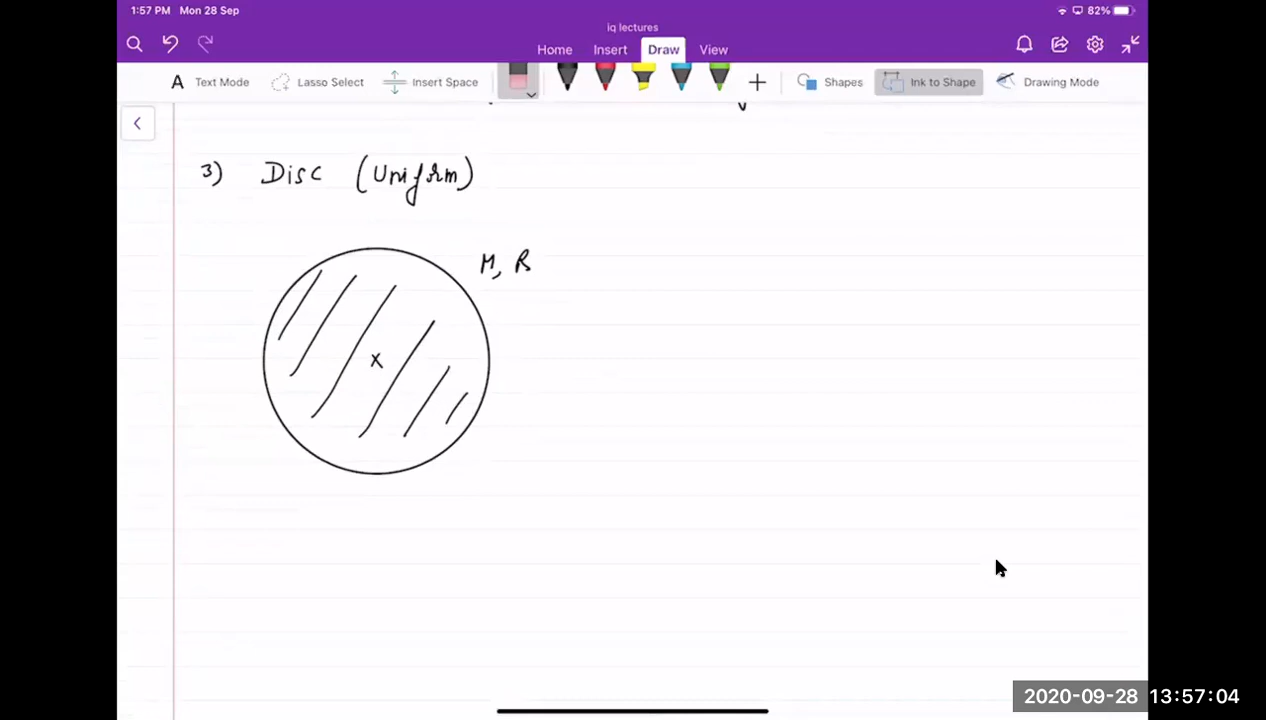 1:57 PM Mon 28 Sep
82%
iq lectures
Home Insert Draw View
A Text Mode Lasso Select Insert Space Shapes Ink to Shape Drawing Mode
3) Disc (Uniform)
M, R
x
2020-09-28 13:57:04